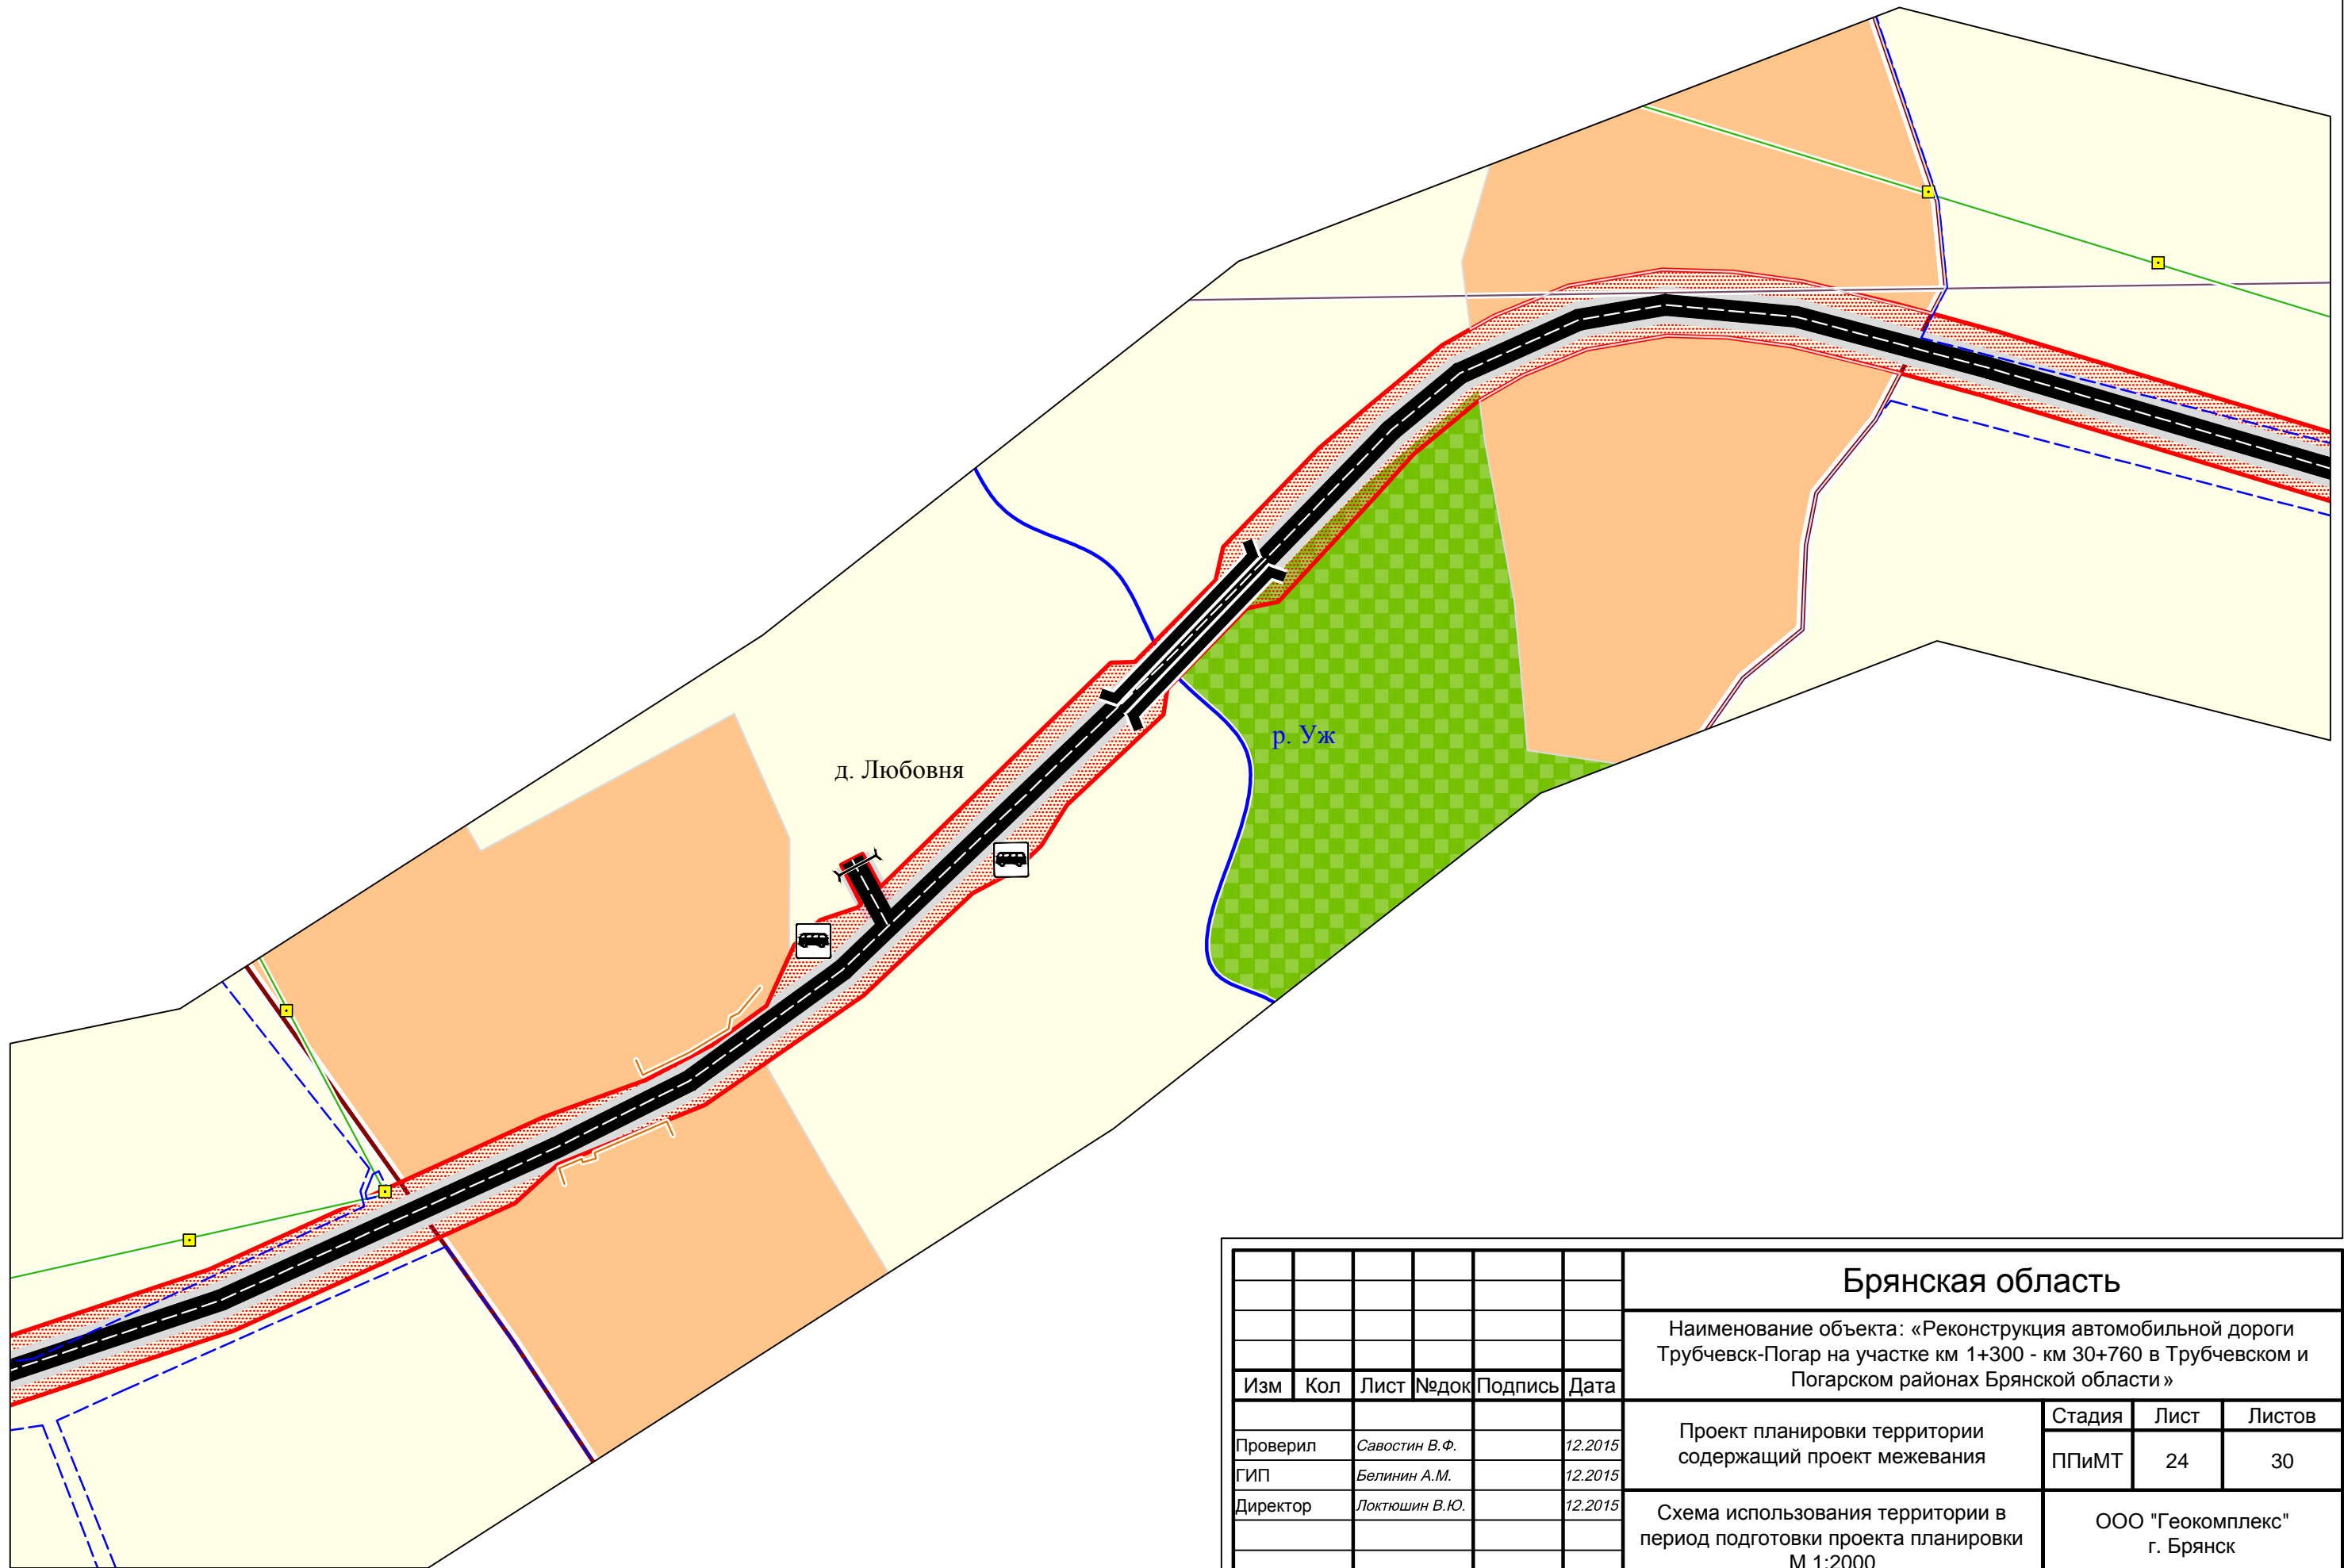 р. Уж
д. Любовня
Брянская область
Наименование объекта: «Реконструкция автомобильной дороги
Трубчевск-Погар на участке км 1+300 - км 30+760 в Трубчевском и
Погарском районах Брянской области»
Изм Кол Лист №док Подпись Дата
Проект планировки территории
содержащий проект межевания
Стадия Лист Листов
ППиМТ 24 30
Проверил Савостин В.Ф. 12.2015
ГИП Белинин А.М. 12.2015
Директор Локтюшин В.Ю. 12.2015
Схема использования территории в
период подготовки проекта планировки
М 1:2000
ООО "Геокомплекс"
г. Брянск